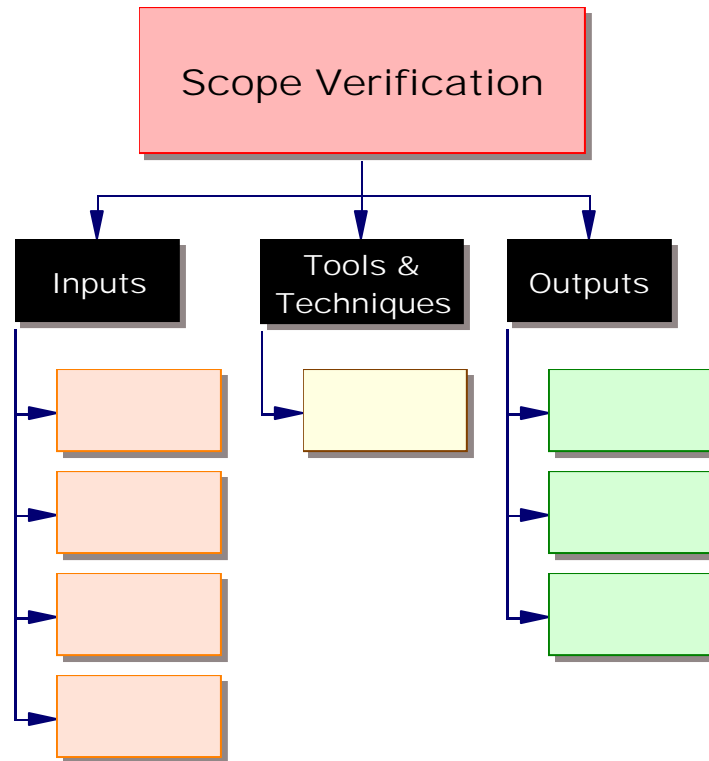 Scope Verification
Inputs
Tools &
Techniques
Outputs